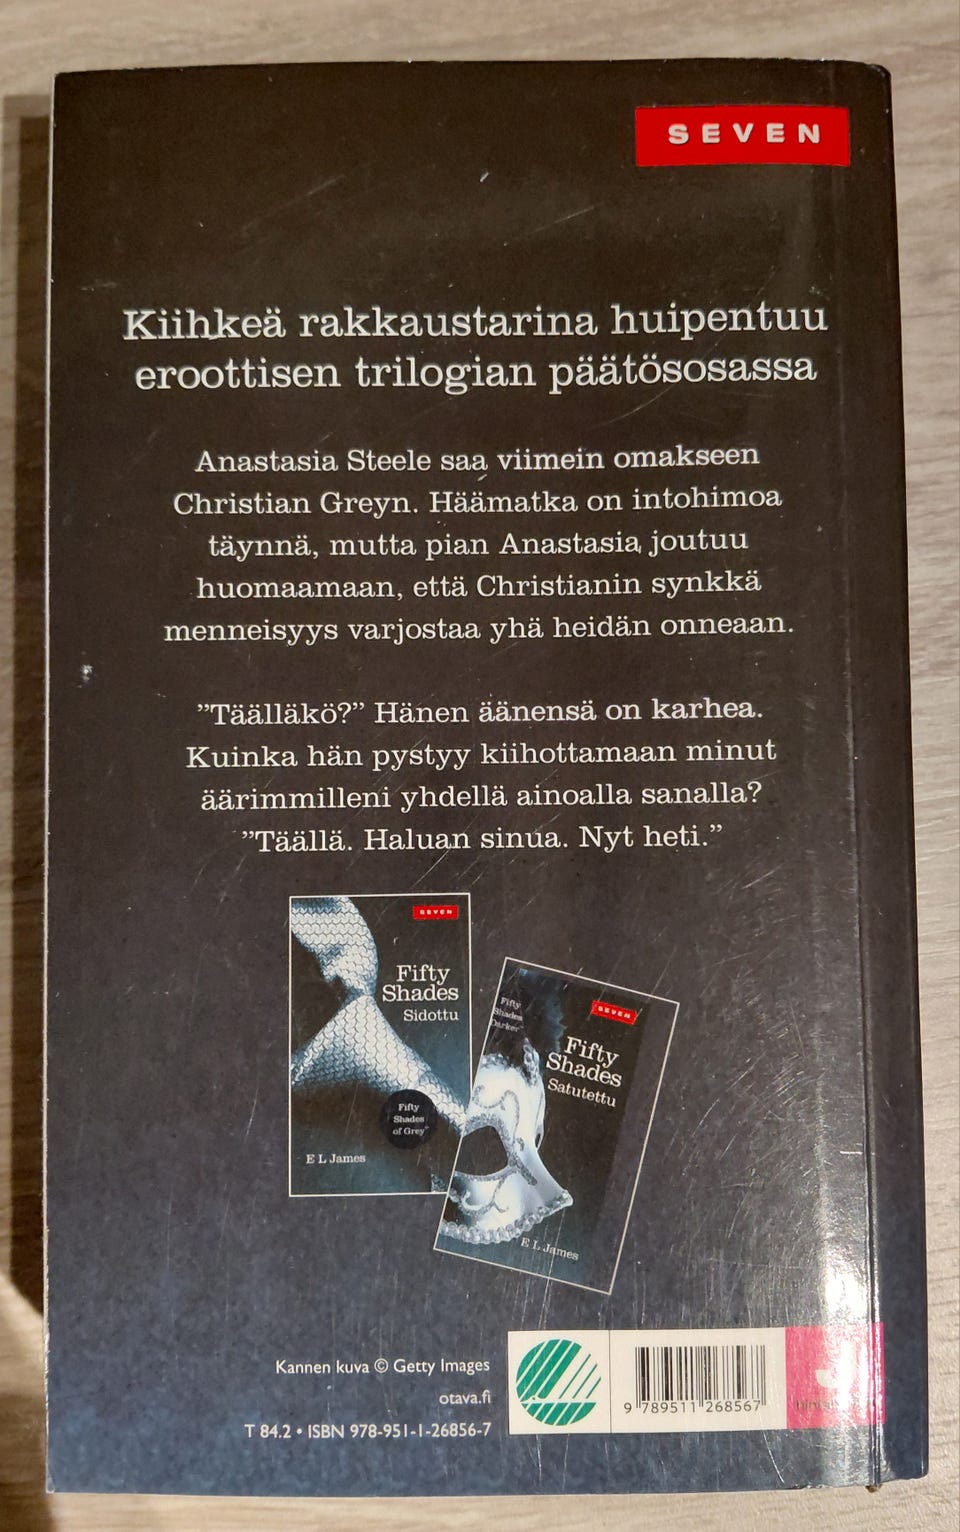 SEVEN
Kiihkeä rakkaustarina huipentuu
eroottisen trilogian päätösosassa
Anastasia Steele saa viimein omakseen
Christian Greyn. Häämatka on intohimoa
täynnä, mutta pian Anastasia joutuu
huomaamaan, että Christianin synkkä
menneisyys varjostaa yhä heidän onneaan.
”Täälläkö?” Hänen äänensä on karhea.
Kuinka hän pystyy kiihottamaan minut
äärimmilleni yhdellä ainoalla sanalla?
”Täällä. Haluan sinua. Nyt heti.”
SEVEN
Fifty
Shades
Sidottu
Fifty
Shades
of Grey
E L James
Fifty
Shades
Darker
SEVEN
Fifty
Shades
Satutettu
E L James
Kannen kuva © Getty Images
otava.fi
T 84.2 • ISBN 978-951-1-26856-7
9 789511 268567